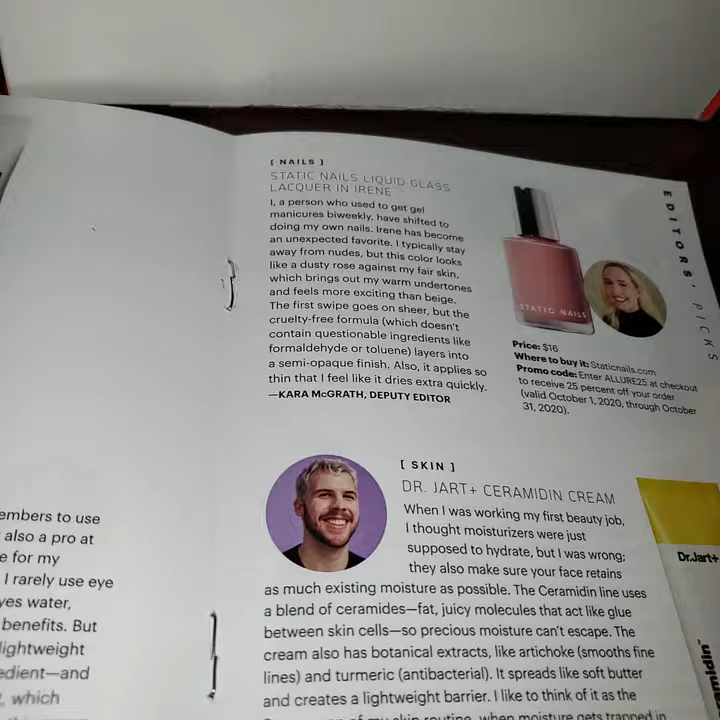 [ NAILS ]
STATIC NAILS LIQUID GLASS
LACQUER IN IRENE
I, a person who used to get gel
manicures biweekly, have shifted to
doing my own nails. Irene has become
an unexpected favorite. I typically stay
away from nudes, but this color looks
like a dusty rose against my fair skin,
which brings out my warm undertones
and feels more exciting than beige.
The first swipe goes on sheer, but the
cruelty-free formula (which doesn't
contain questionable ingredients like
formaldehyde or toluene) layers into
a semi-opaque finish. Also, it applies so
thin that I feel like it dries extra quickly.
—KARA McGRATH, DEPUTY EDITOR
STATIC NAILS
EDITORS' PICKS
Price: $16
Where to buy it: Staticnails.com
Promo code: Enter ALLURE25 at checkout
to receive 25 percent off your order
(valid October 1, 2020, through October
31, 2020).
[ SKIN ]
DR. JART+ CERAMIDIN CREAM
When I was working my first beauty job,
I thought moisturizers were just
supposed to hydrate, but I was wrong;
they also make sure your face retains
as much existing moisture as possible. The Ceramidin line uses
a blend of ceramides—fat, juicy molecules that act like glue
between skin cells—so precious moisture can't escape. The
cream also has botanical extracts, like artichoke (smooths fine
lines) and turmeric (antibacterial). It spreads like soft butter
and creates a lightweight barrier. I like to think of it as the
of my skin routine, when moisture gets trapped in
Dr.Jart+
midin
embers to use
also a pro at
e for my
I rarely use eye
yes water,
benefits. But
lightweight
edient—and
, which